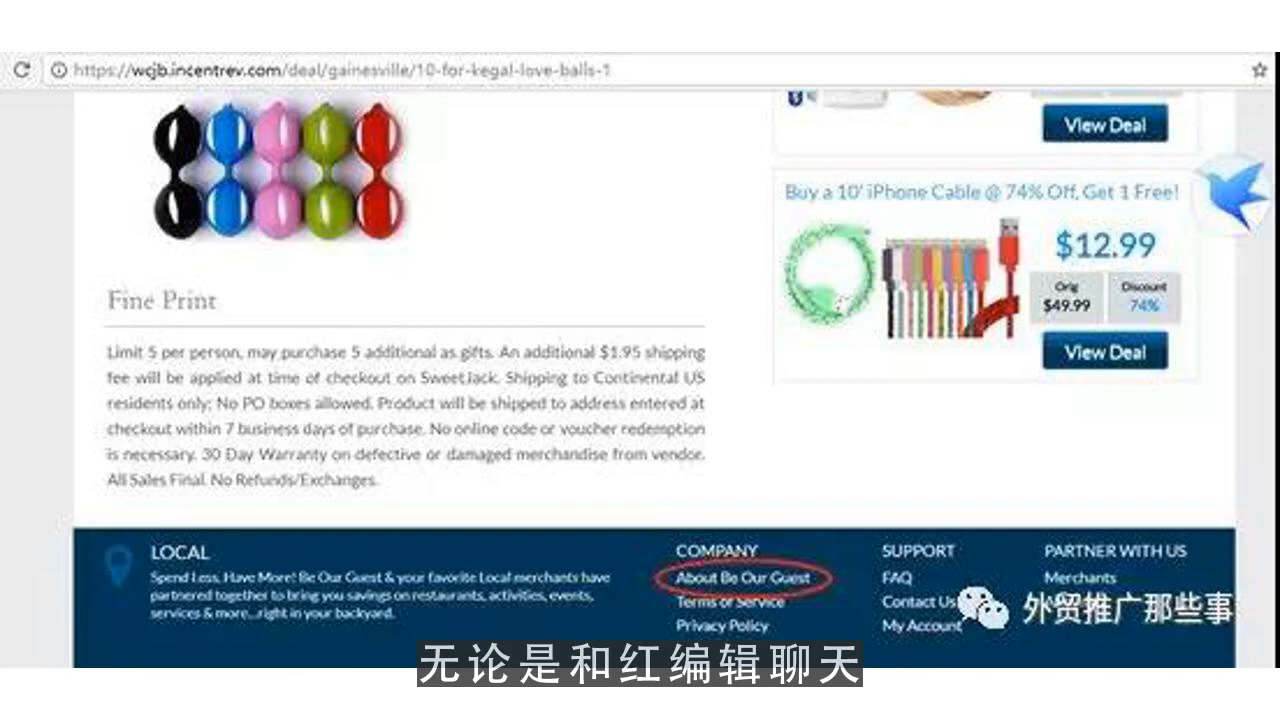 https://wcjb.incentrev.com/deal/gainesville/10-for-kegal-love-balls-1
View Deal
Buy a 10' iPhone Cable @ 74% Off, Get 1 Free!
$12.99
Orig
$49.99
Discount
74%
View Deal
Fine Print
Limit 5 per person, may purchase 5 additional as gifts. An additional $1.95 shipping
fee will be applied at time of checkout on SweetJack. Shipping to Continental US
residents only; No PO boxes allowed. Product will be shipped to address entered at
checkout within 7 business days of purchase. No online code or voucher redemption
is necessary. 30 Day Warranty on defective or damaged merchandise from vendor.
All Sales Final. No Refunds/Exchanges.
LOCAL
Spend Less, Have More! Be Our Guest & your favorite Local merchants have
partnered together to bring you savings on restaurants, activities, events,
services & more...right in your backyard.
COMPANY
About Be Our Guest
Terms of Service
Privacy Policy
SUPPORT
FAQ
Contact Us
My Account
PARTNER WITH US
Merchants
外贸推广那些事
无论是和红编辑聊天